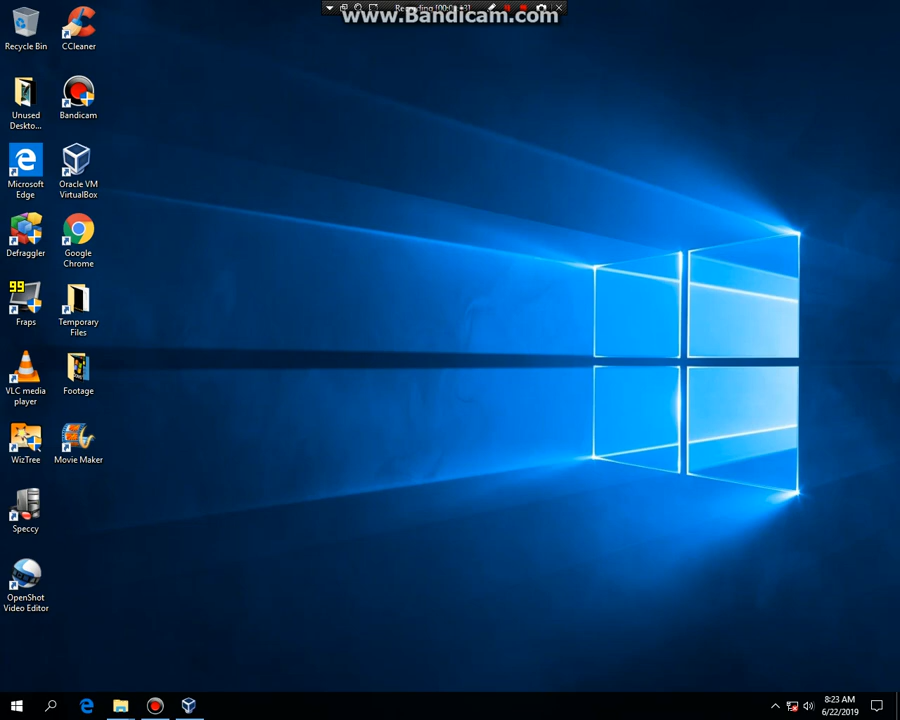 www.Bandicam.com
Recycle Bin
CCleaner
Unused
Deskto...
Bandicam
Microsoft
Edge
Oracle VM
VirtualBox
Defraggler
Google
Chrome
99
Fraps
Temporary
Files
VLC media
player
Footage
WizTree
Movie Maker
Speccy
OpenShot
Video Editor
8:23 AM
6/22/2019